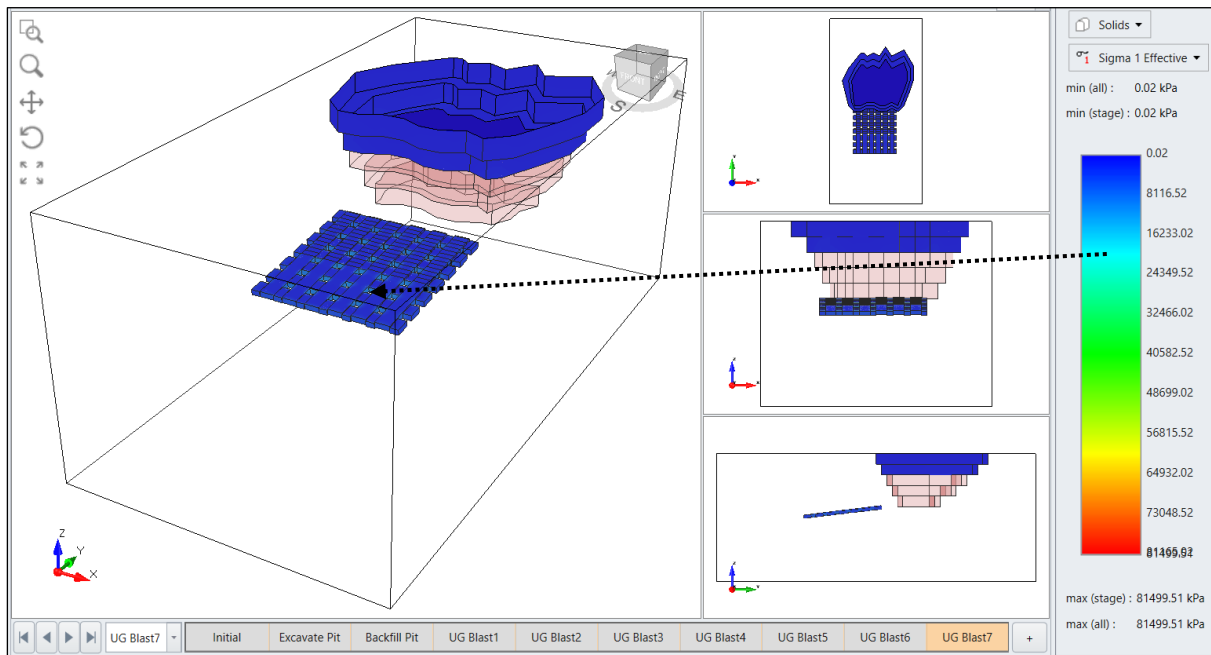 Solids
σ1 Sigma 1 Effective
min (all) : 0.02 kPa
min (stage) : 0.02 kPa
0.02
8116.52
16233.02
24349.52
32466.02
40582.52
48699.02
56815.52
64932.02
73048.52
max (stage) : 81499.51 kPa
max (all) : 81499.51 kPa
FRONT
S
E
Z
Y
X
UG Blast7
Initial
Excavate Pit
Backfill Pit
UG Blast1
UG Blast2
UG Blast3
UG Blast4
UG Blast5
UG Blast6
UG Blast7
+